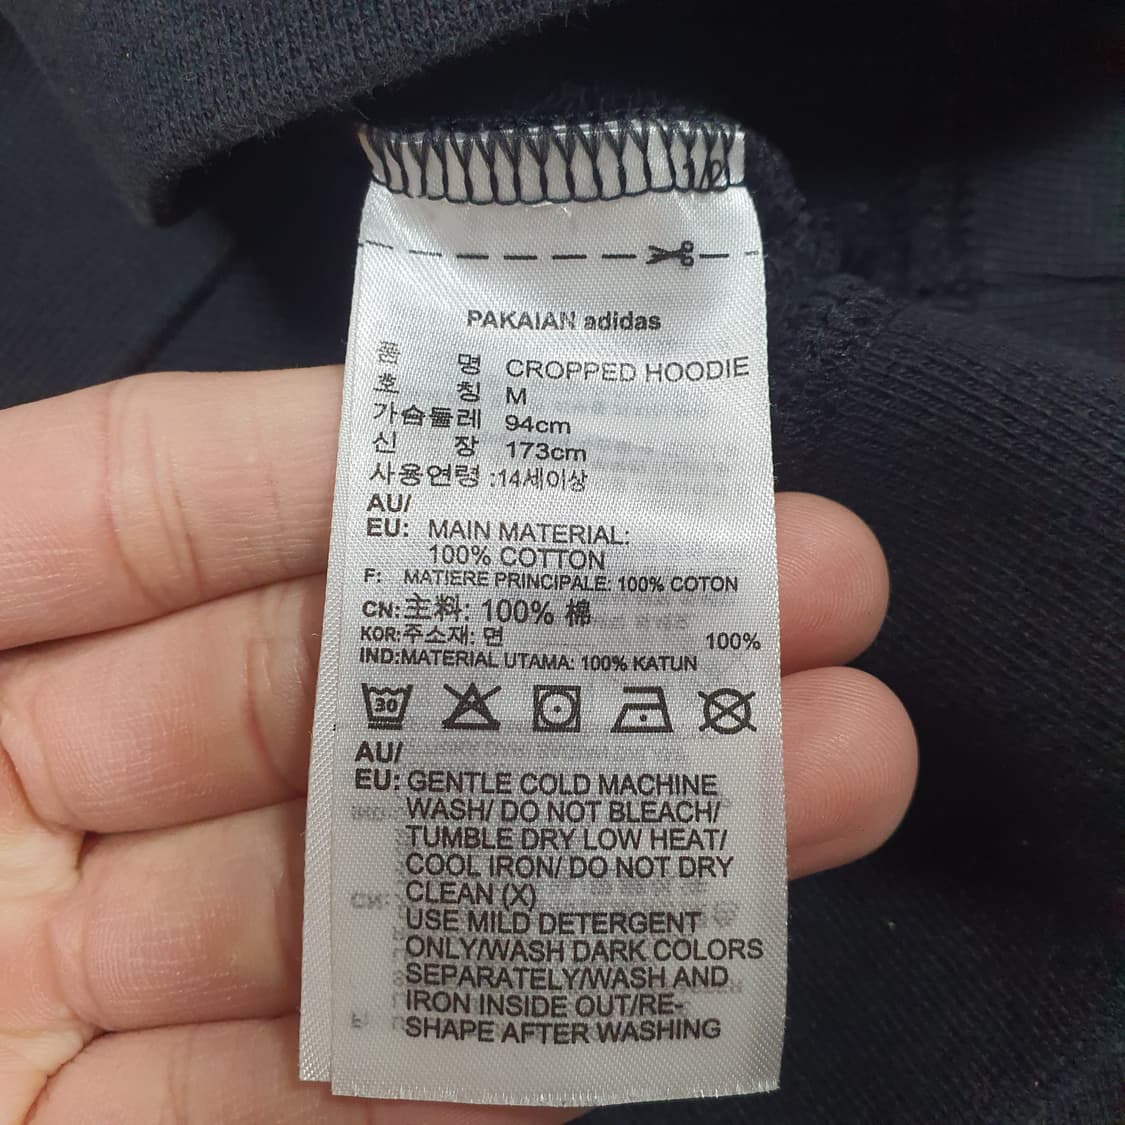 1/2
PAKAIAN adidas
품 명 CROPPED HOODIE
호 칭 M
가슴둘레 94cm
신 장 173cm
사용연령 :14세이상
AU/
EU: MAIN MATERIAL:
100% COTTON
F: MATIERE PRINCIPALE: 100% COTON
CN:主料: 100% 棉
KOR:주소재: 면 100%
IND:MATERIAL UTAMA: 100% KATUN
30
AU/
EU: GENTLE COLD MACHINE
WASH/ DO NOT BLEACH/
TUMBLE DRY LOW HEAT/
COOL IRON/ DO NOT DRY
CLEAN (X)
USE MILD DETERGENT
ONLY/WASH DARK COLORS
SEPARATELY/WASH AND
IRON INSIDE OUT/RE-
SHAPE AFTER WASHING